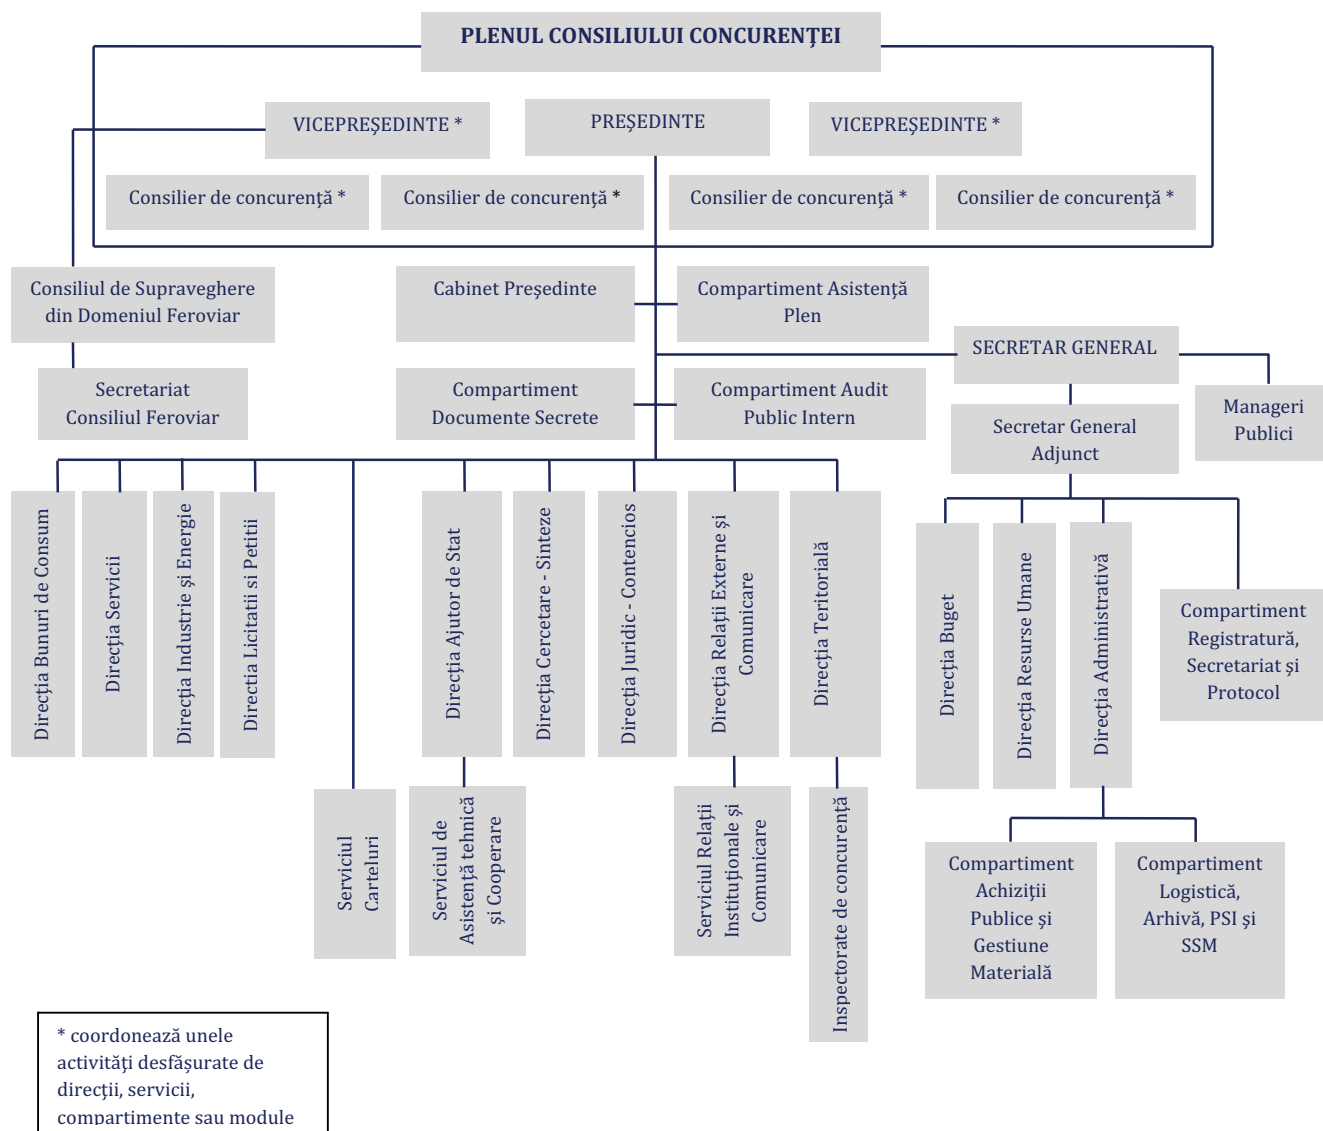 PLENUL CONSILIULUI CONCURENŢEI
VICEPREŞEDINTE *
PREŞEDINTE
VICEPREŞEDINTE *
Consilier de concurenţă *
Consilier de concurenţă *
Consilier de concurenţă *
Consilier de concurenţă *
Consiliul de Supraveghere
din Domeniul Feroviar
Cabinet Preşedinte
Compartiment Asistenţă
Plen
SECRETAR GENERAL
Secretariat
Consiliul Feroviar
Compartiment
Documente Secrete
Compartiment Audit
Public Intern
Secretar General
Adjunct
Manageri
Publici
Direcţia Bunuri de Consum
Direcţia Servicii
Direcţia Industrie şi Energie
Directia Licitatii si Petitii
Direcţia Ajutor de Stat
Direcţia Cercetare - Sinteze
Direcţia Juridic - Contencios
Direcţia Relaţii Externe şi
Comunicare
Direcţia Teritorială
Direcţia Buget
Direcţia Resurse Umane
Direcţia Administrativă
Compartiment
Registratură,
Secretariat şi
Protocol
Serviciul
Carteluri
Serviciul de
Asistenţă tehnică
şi Cooperare
Serviciul Relaţii
Instituţionale şi
Comunicare
Inspectorate de concurenţă
Compartiment
Achiziţii
Publice şi
Gestiune
Materială
Compartiment
Logistică,
Arhivă, PSI şi
SSM
* coordonează unele
activităţi desfăşurate de
direcţii, servicii,
compartimente sau module